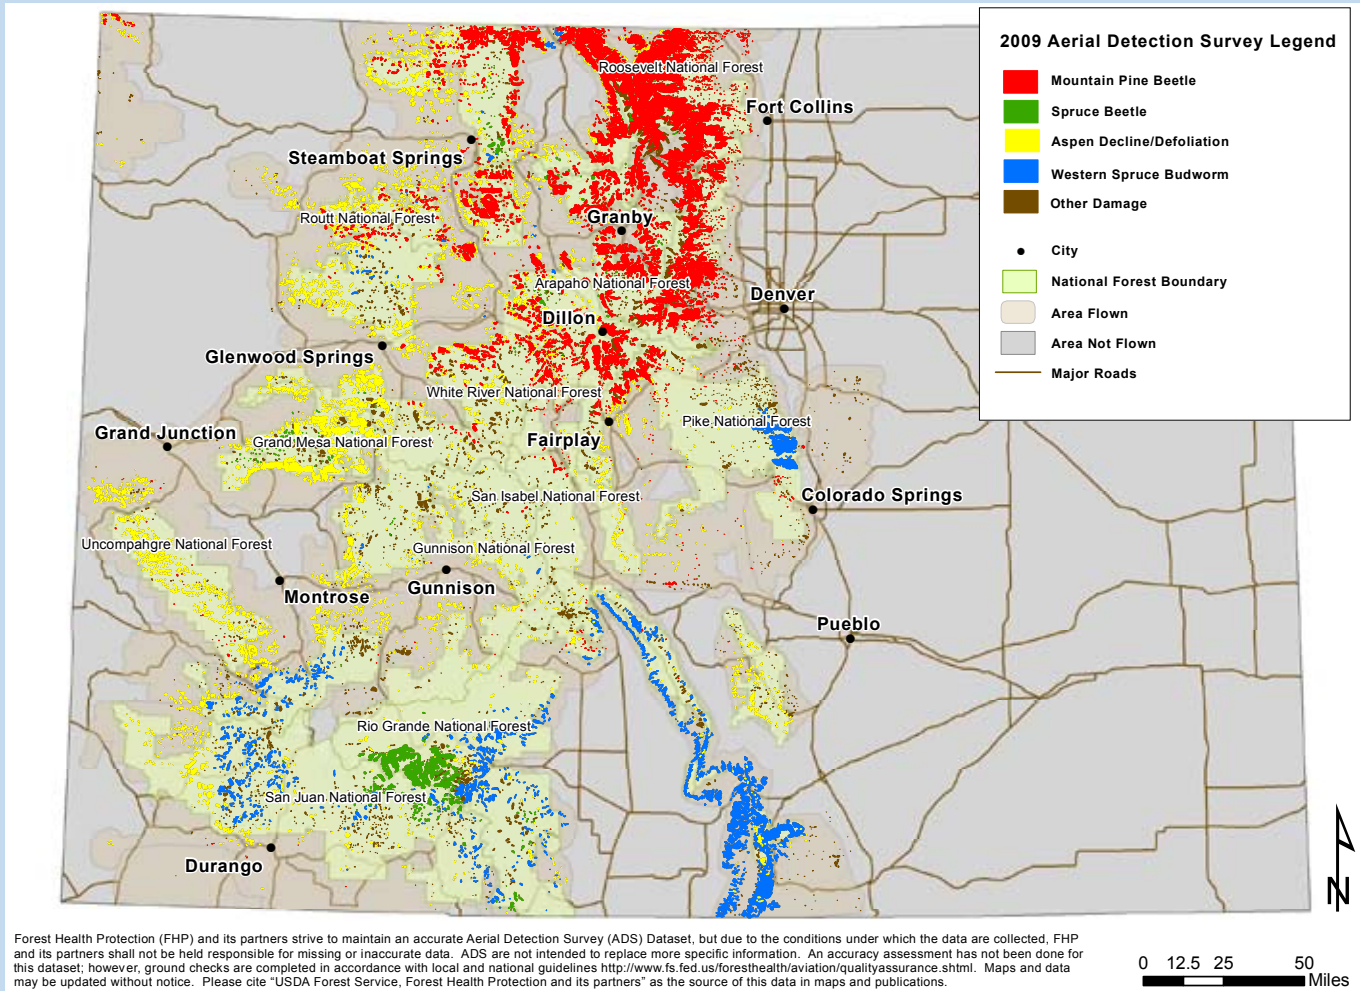 2009 Aerial Detection Survey Legend
Mountain Pine Beetle
Spruce Beetle
Aspen Decline/Defoliation
Western Spruce Budworm
Other Damage
City
National Forest Boundary
Area Flown
Area Not Flown
Major Roads
Roosevelt National Forest
Fort Collins
Steamboat Springs
Routt National Forest
Granby
Arapaho National Forest
Denver
Dillon
Glenwood Springs
White River National Forest
Pike National Forest
Grand Junction
Grand Mesa National Forest
Fairplay
San Isabel National Forest
Colorado Springs
Uncompahgre National Forest
Gunnison National Forest
Montrose
Gunnison
Pueblo
Rio Grande National Forest
San Juan National Forest
Durango
N
Forest Health Protection (FHP) and its partners strive to maintain an accurate Aerial Detection Survey (ADS) Dataset, but due to the conditions under which the data are collected, FHP
and its partners shall not be held responsible for missing or inaccurate data. ADS are not intended to replace more specific information. An accuracy assessment has not been done for
this dataset; however, ground checks are completed in accordance with local and national guidelines http://www.fs.fed.us/foresthealth/aviation/qualityassurance.shtml. Maps and data
may be updated without notice. Please cite "USDA Forest Service, Forest Health Protection and its partners" as the source of this data in maps and publications.
0 12.5 25 50
Miles